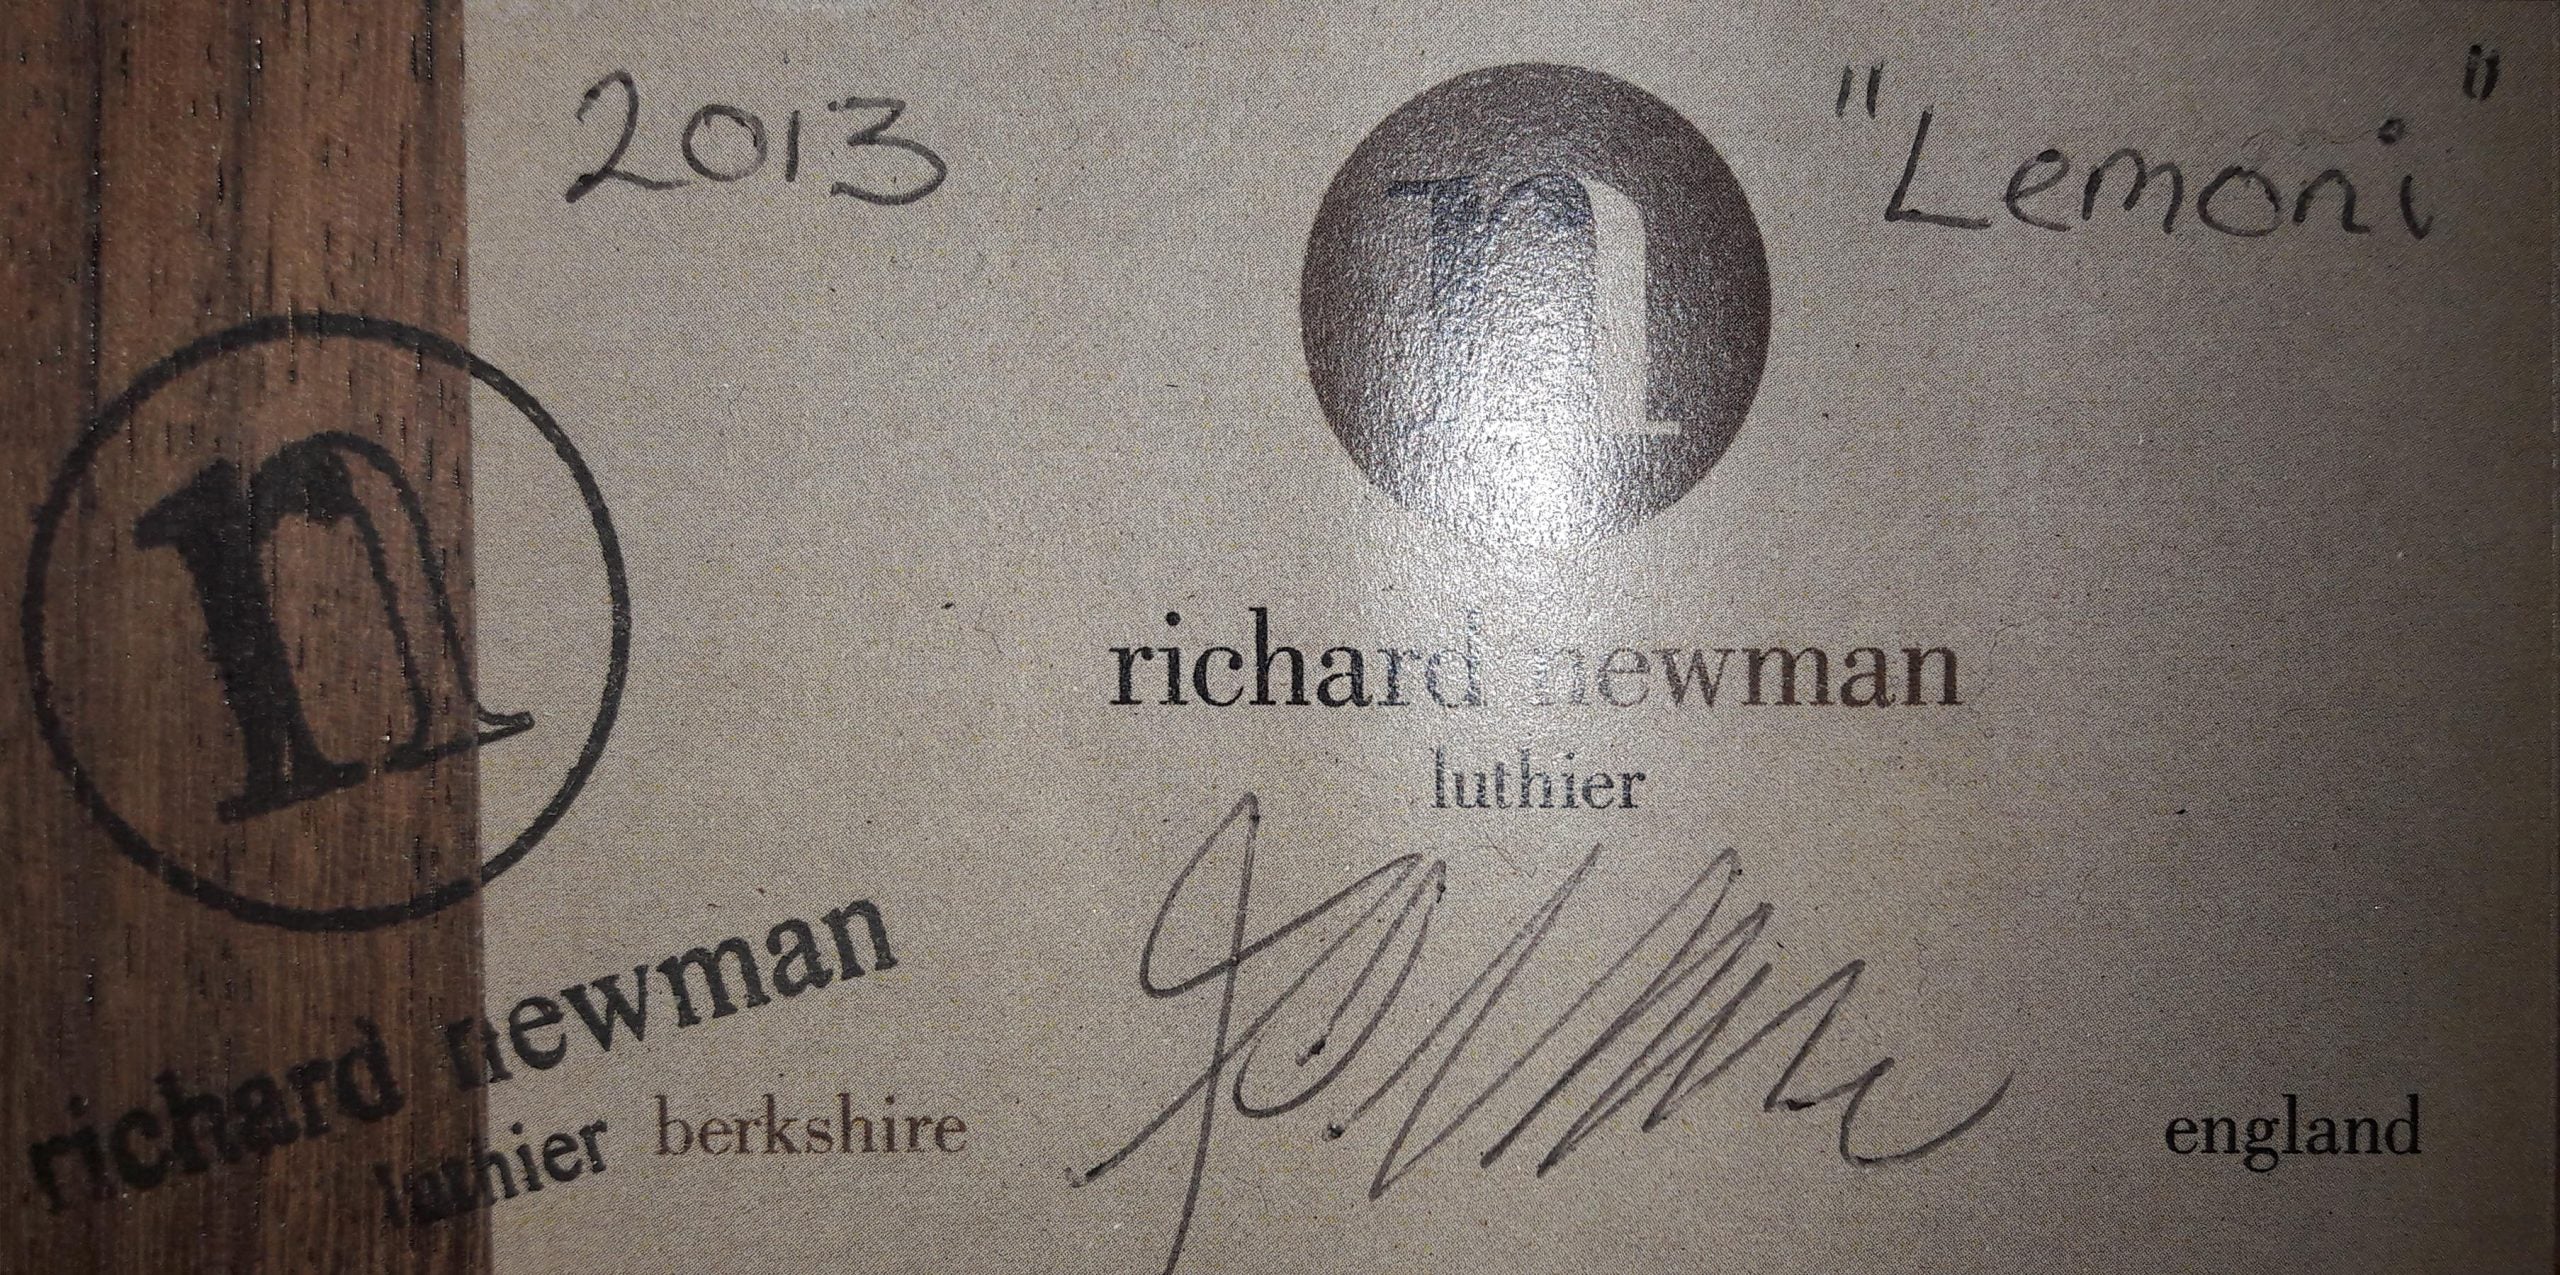 2013
"Lemoni"
n
richard newman
luthier
berkshire
england
n
richard newman
luthier